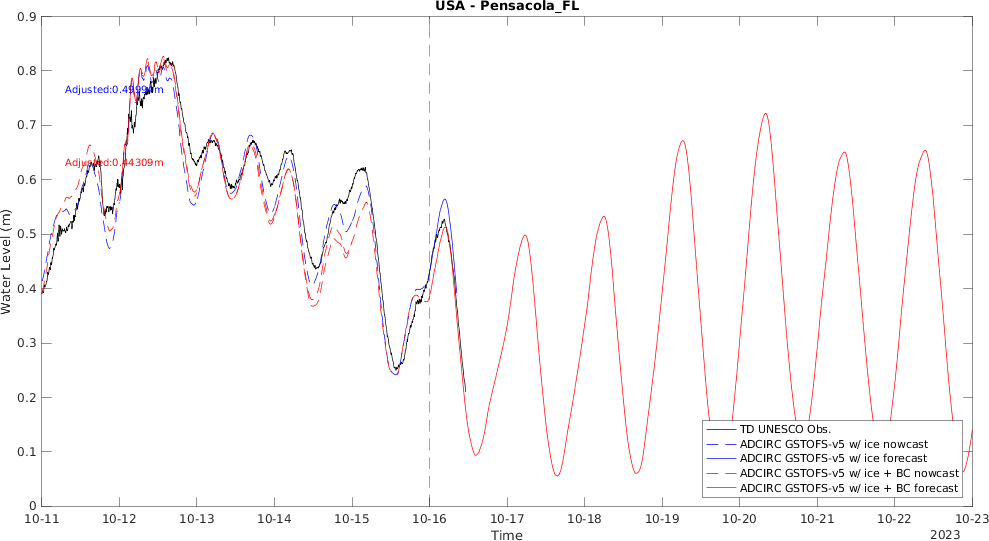 USA - Pensacola_FL
0.9
0.8
0.7
0.6
0.5
0.4
0.3
0.2
0.1
0
Water Level (m)
Adjusted:0.44309m
10-11 10-12 10-13 10-14 10-15 10-16 10-17 10-18 10-19 10-20 10-21 10-22 10-23
Time
2023
TD UNESCO Obs.
ADCIRC GSTOFS-v5 w/ ice nowcast
ADCIRC GSTOFS-v5 w/ ice forecast
ADCIRC GSTOFS-v5 w/ ice + BC nowcast
ADCIRC GSTOFS-v5 w/ ice + BC forecast